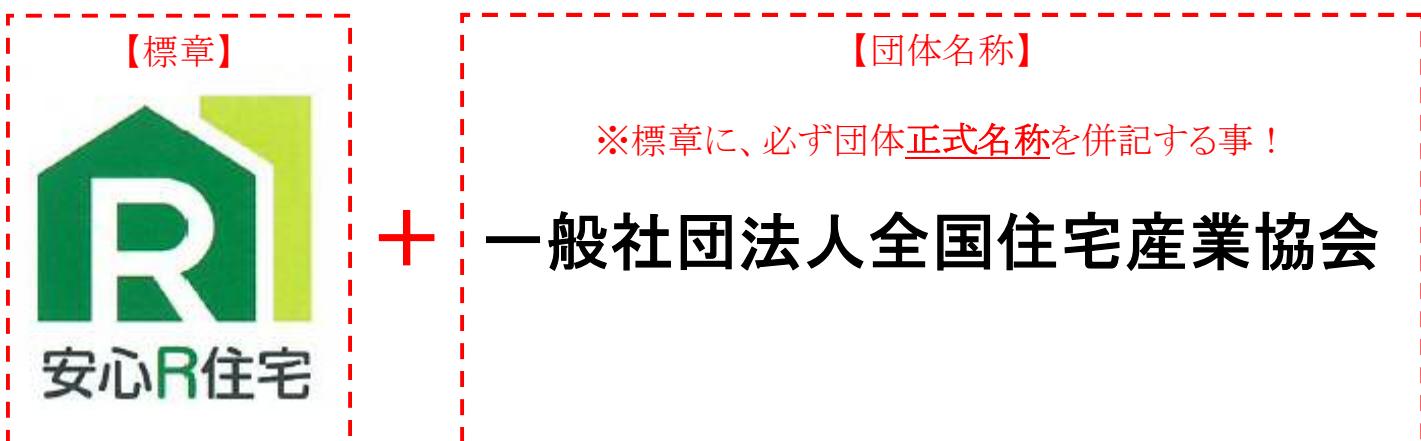 【標章】
R
安心R住宅
＋
【団体名称】
※標章に、必ず団体正式名称を併記する事！
一般社団法人全国住宅産業協会